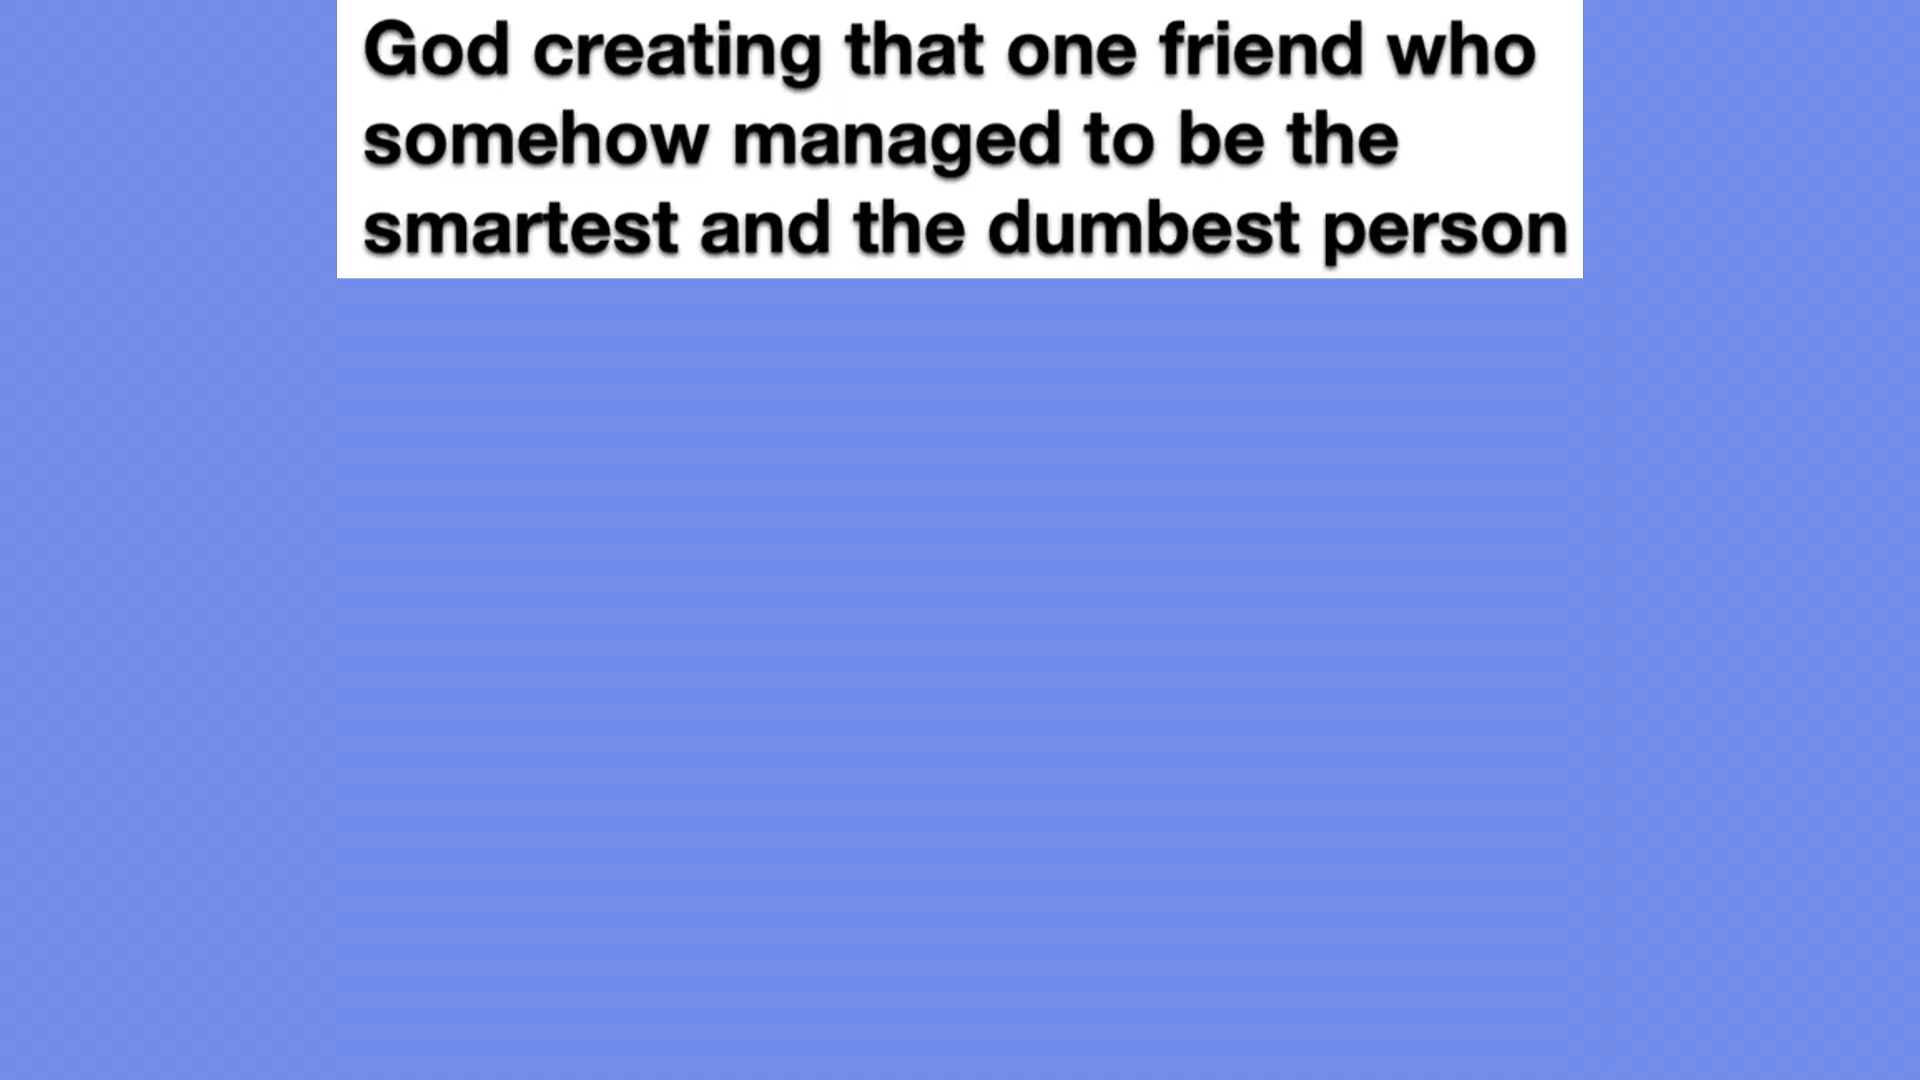 God creating that one friend who
somehow managed to be the
smartest and the dumbest person